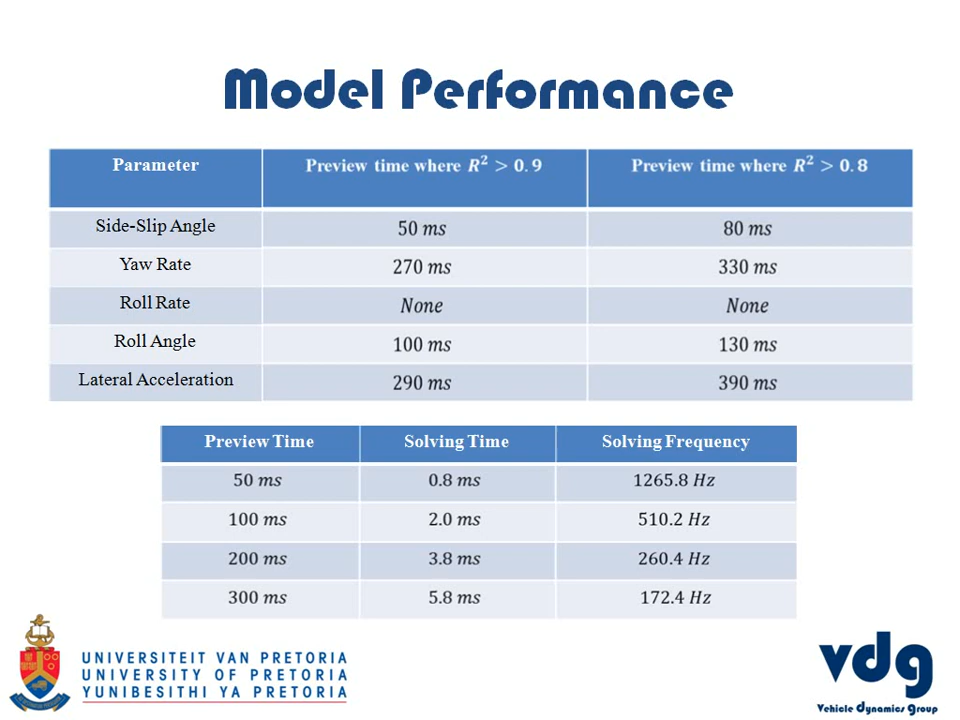 Model Performance
Parameter Preview time where R² > 0.9 Preview time where R² > 0.8
Side-Slip Angle 50 ms 80 ms
Yaw Rate 270 ms 330 ms
Roll Rate None None
Roll Angle 100 ms 130 ms
Lateral Acceleration 290 ms 390 ms
Preview Time Solving Time Solving Frequency
50 ms 0.8 ms 1265.8 Hz
100 ms 2.0 ms 510.2 Hz
200 ms 3.8 ms 260.4 Hz
300 ms 5.8 ms 172.4 Hz
UNIVERSITEIT VAN PRETORIA
UNIVERSITY OF PRETORIA
YUNIBESITHI YA PRETORIA
vdg
Vehicle Dynamics Group